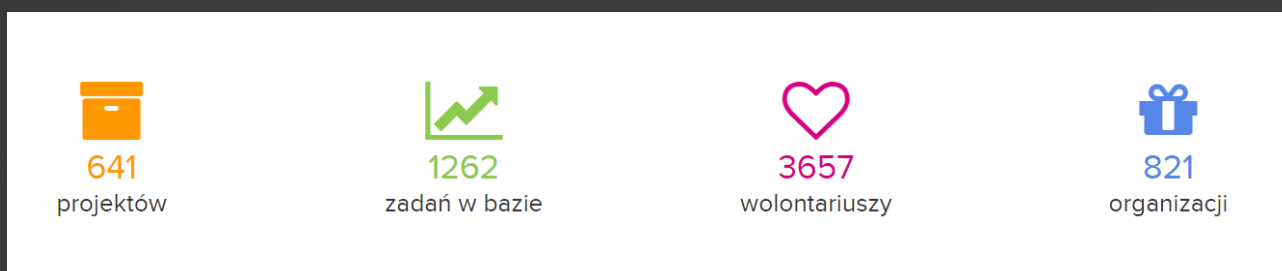 641
projektów
1262
zadań w bazie
3657
wolontariuszy
821
organizacji